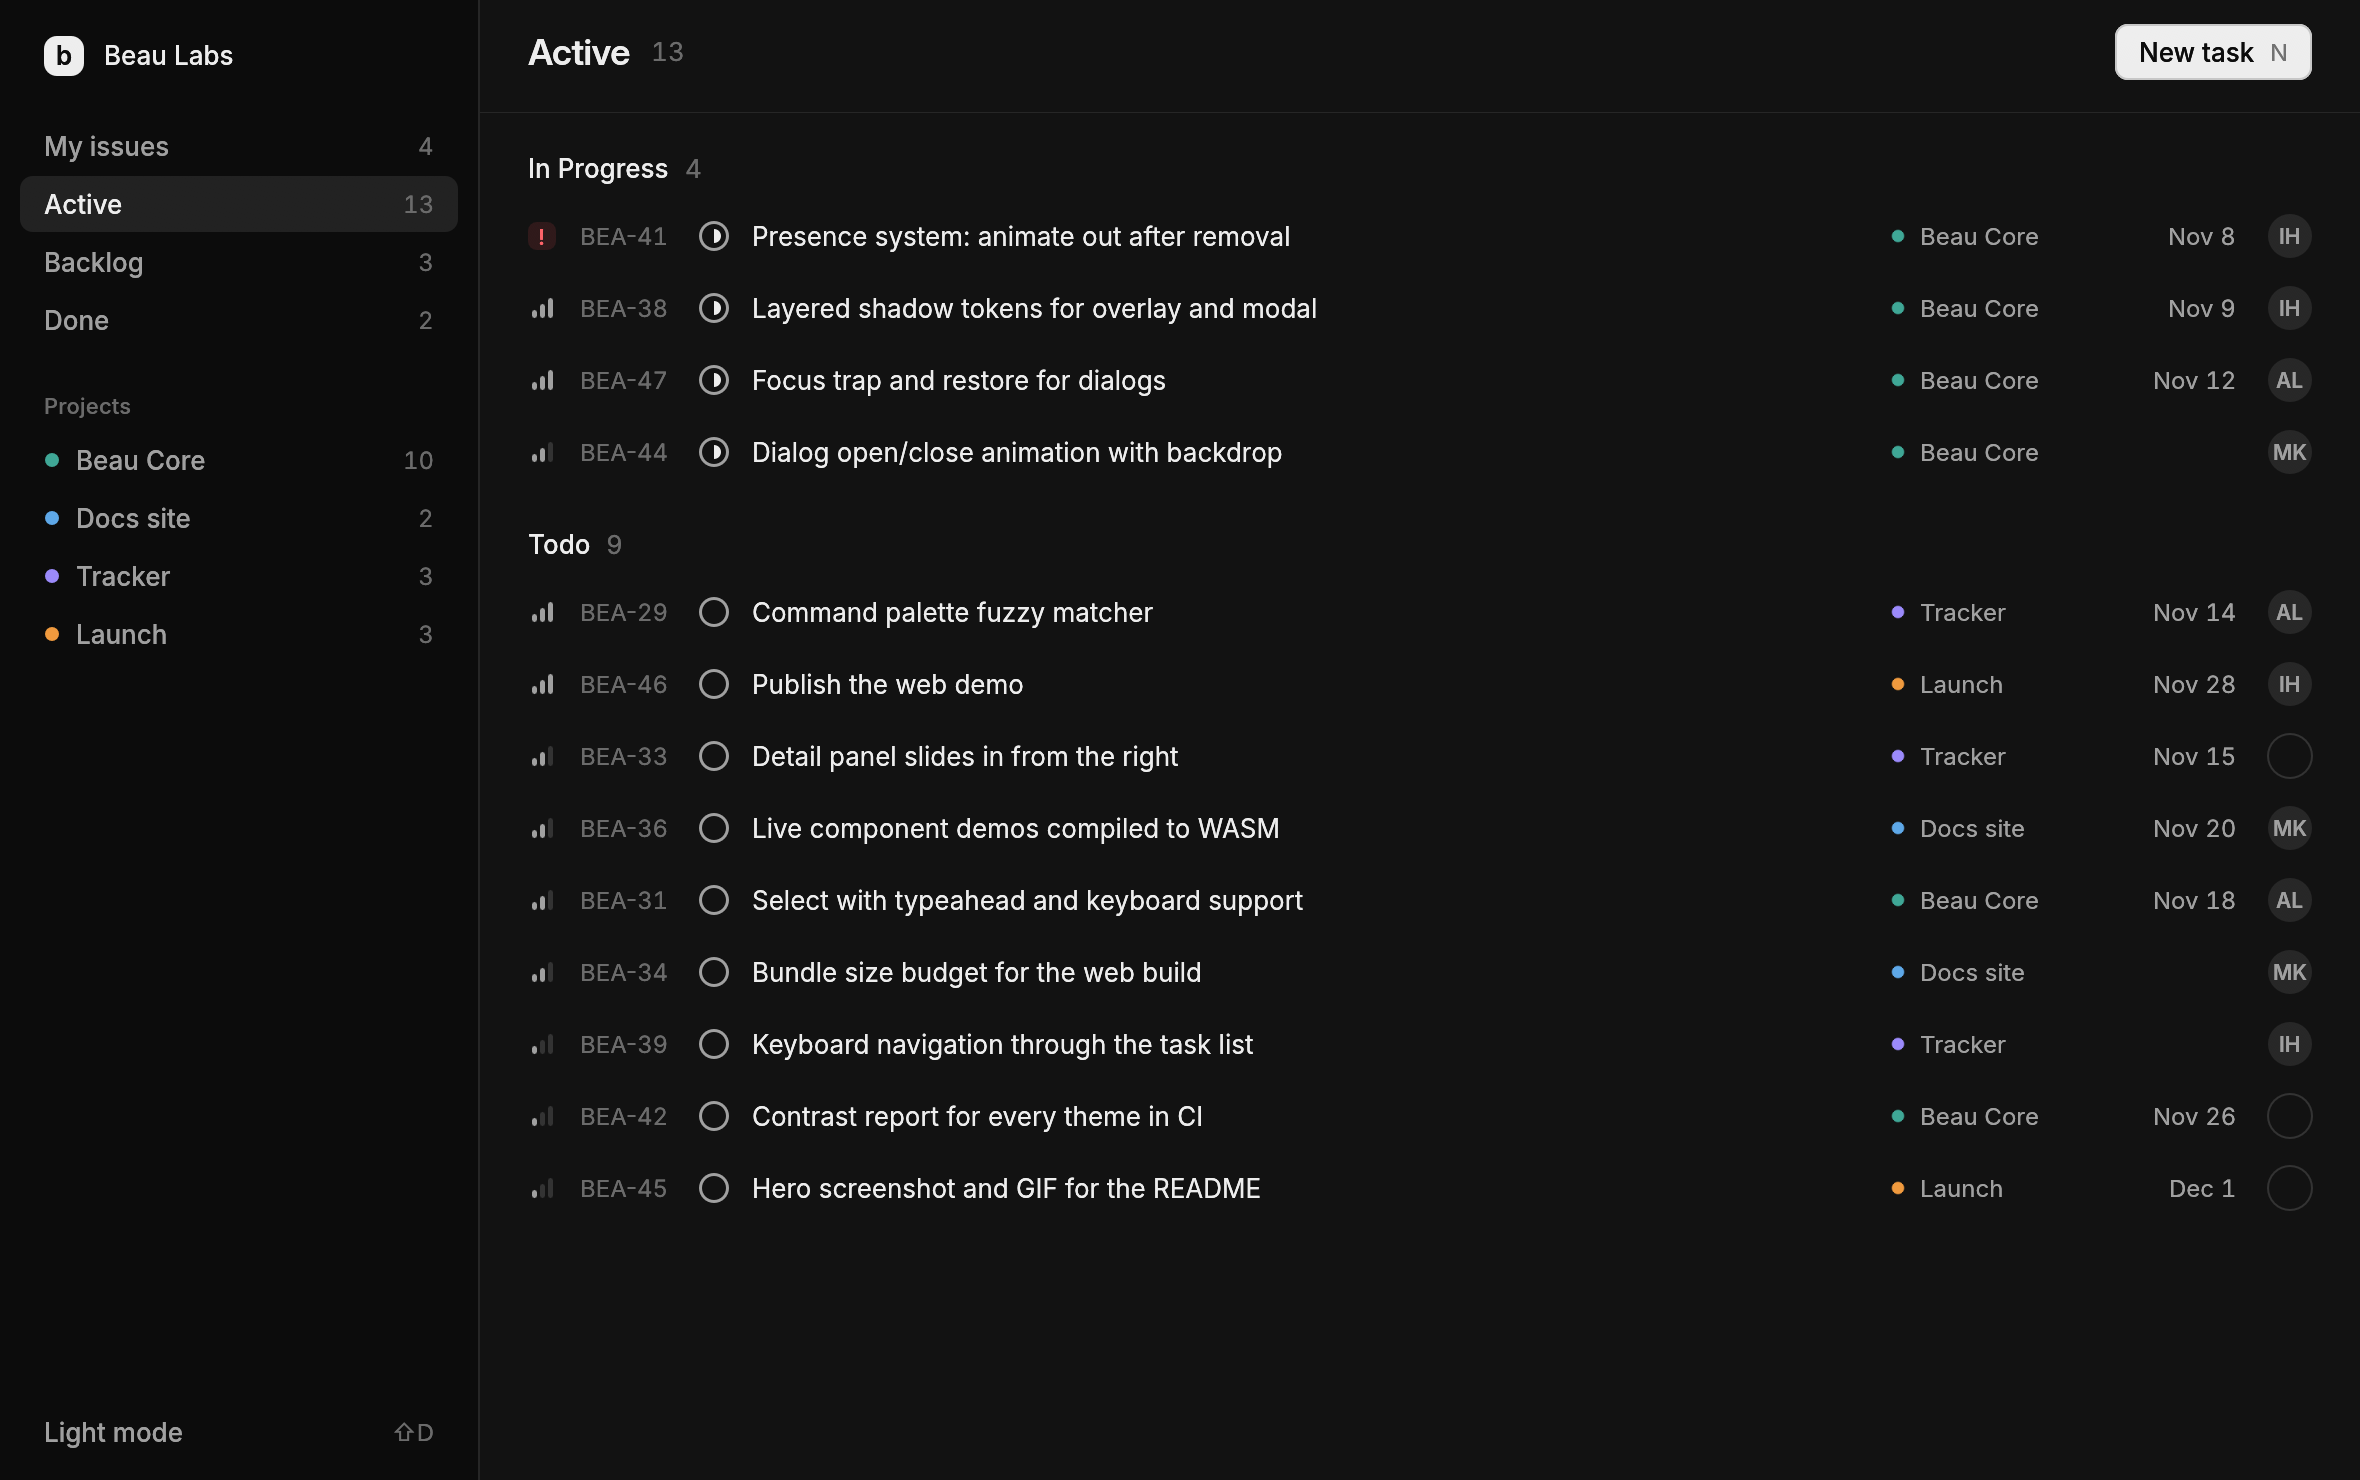 b Beau Labs
My issues 4
Active 13
Backlog 3
Done 2
Projects
Beau Core 10
Docs site 2
Tracker 3
Launch 3
Light mode ⇧D
Active 13
New task N
In Progress 4
! BEA-41 Presence system: animate out after removal Beau Core Nov 8 IH
BEA-38 Layered shadow tokens for overlay and modal Beau Core Nov 9 IH
BEA-47 Focus trap and restore for dialogs Beau Core Nov 12 AL
BEA-44 Dialog open/close animation with backdrop Beau Core MK
Todo 9
BEA-29 Command palette fuzzy matcher Tracker Nov 14 AL
BEA-46 Publish the web demo Launch Nov 28 IH
BEA-33 Detail panel slides in from the right Tracker Nov 15
BEA-36 Live component demos compiled to WASM Docs site Nov 20 MK
BEA-31 Select with typeahead and keyboard support Beau Core Nov 18 AL
BEA-34 Bundle size budget for the web build Docs site MK
BEA-39 Keyboard navigation through the task list Tracker IH
BEA-42 Contrast report for every theme in CI Beau Core Nov 26
BEA-45 Hero screenshot and GIF for the README Launch Dec 1